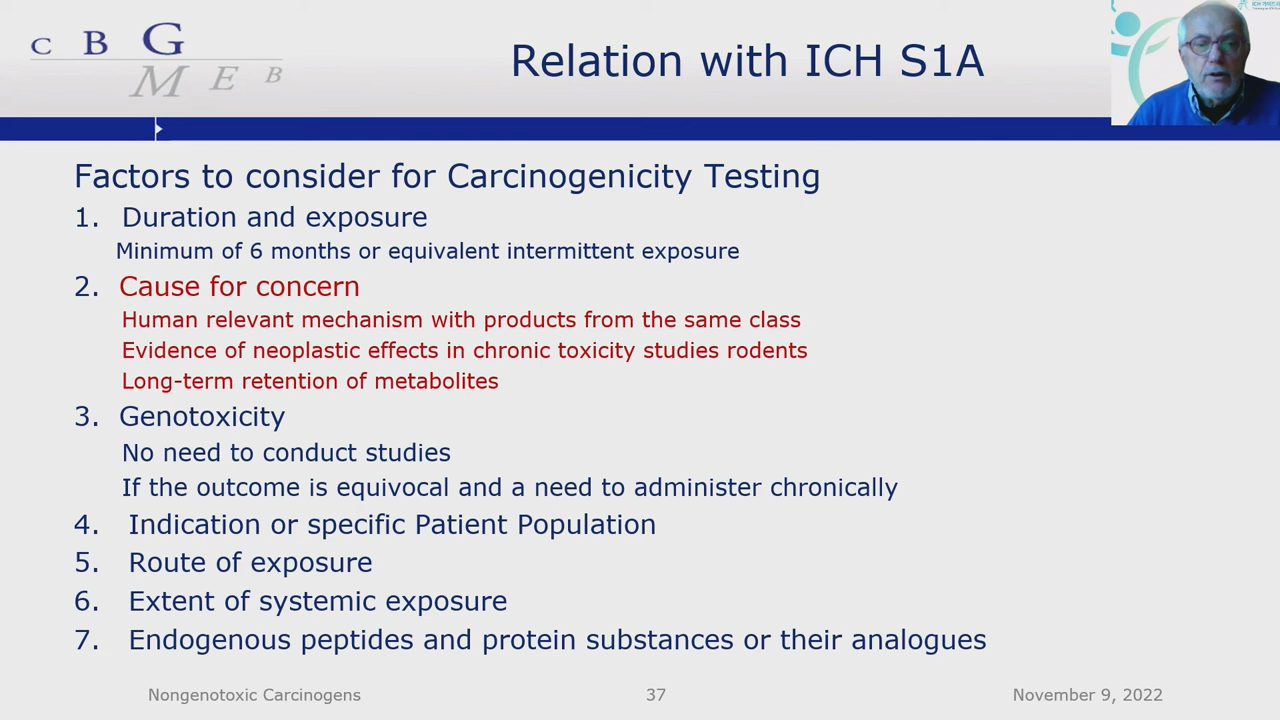 C B G
M E B
Relation with ICH S1A
Factors to consider for Carcinogenicity Testing
1. Duration and exposure
Minimum of 6 months or equivalent intermittent exposure
2. Cause for concern
Human relevant mechanism with products from the same class
Evidence of neoplastic effects in chronic toxicity studies rodents
Long-term retention of metabolites
3. Genotoxicity
No need to conduct studies
If the outcome is equivocal and a need to administer chronically
4. Indication or specific Patient Population
5. Route of exposure
6. Extent of systemic exposure
7. Endogenous peptides and protein substances or their analogues
Nongenotoxic Carcinogens
37
November 9, 2022